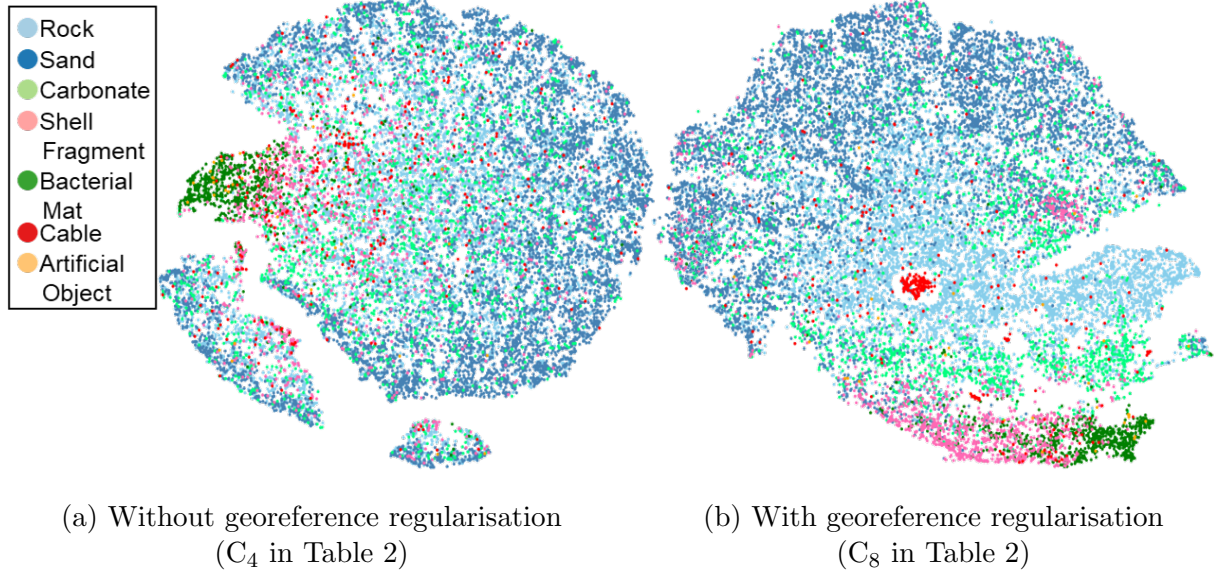 Rock
Sand
Carbonate
Shell
Fragment
Bacterial
Mat
Cable
Artificial
Object
(a) Without georeference regularisation
(C₄ in Table 2)
(b) With georeference regularisation
(C₈ in Table 2)